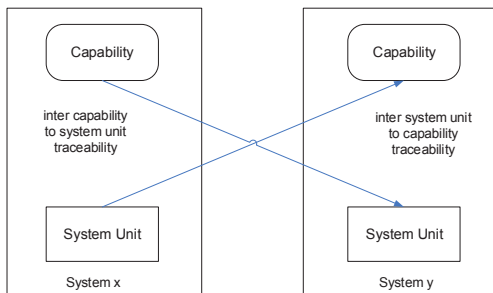 Capability
inter capability
to system unit
traceability
System Unit
System x
Capability
inter system unit
to capability
traceability
System Unit
System y